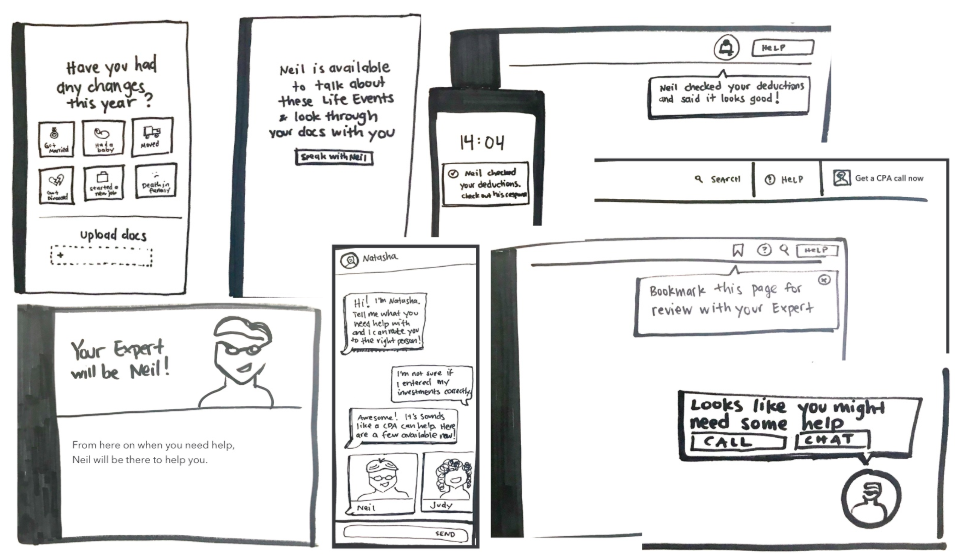 Have you had
any changes
this year?
Got
Married
Had a
baby
Moved
Got
Divorced
Started a
new job
Death in
Family
Upload docs
+
Neil is available
to talk about
these Life Events
& look through
your docs with you
Speak with Neil
14:04
Neil checked
your deductions.
check out his response
HELP
Neil checked your deductions
and said it looks good!
SEARCH
? HELP
Get a CPA call now
Your Expert
will be Neil!
From here on when you need help,
Neil will be there to help you.
Natasha
Hi! I'm Natasha.
Tell me what you
need help with
and I can route you
to the right person!
I'm not sure if
I entered my
investments correctly
Awesome! It's sounds
like a CPA can help. Here
are a few available now!
Neil
Judy
SEND
? HELP
Bookmark this page for
review with your Expert
Looks like you might
need some help
CALL CHAT